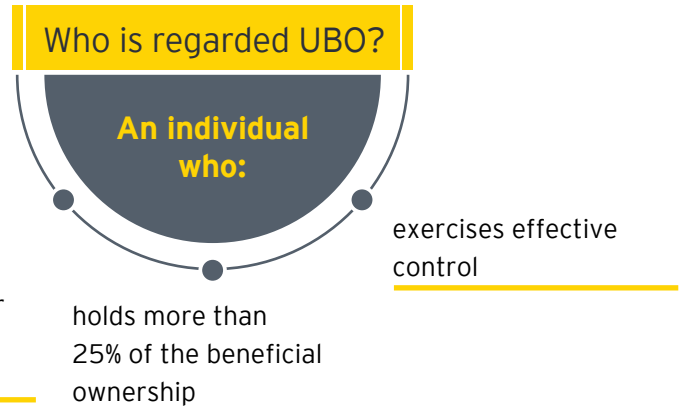 Who is regarded UBO?
An individual
who:
exercises effective
control
holds more than
25% of the beneficial
ownership